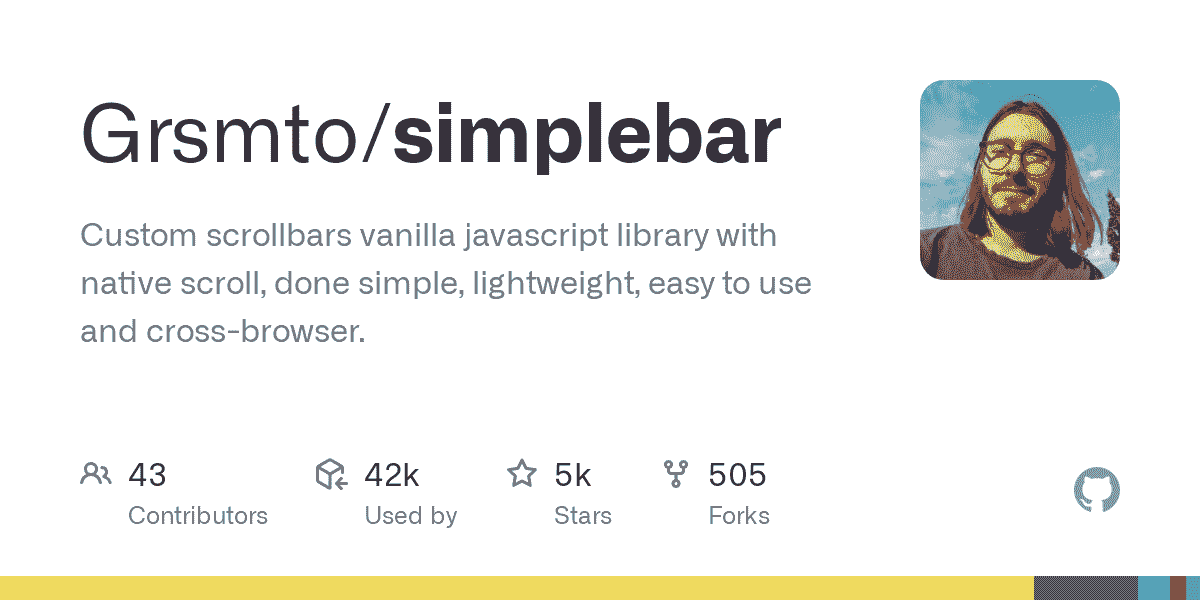 Grsmto/simplebar
Custom scrollbars vanilla javascript library with
native scroll, done simple, lightweight, easy to use
and cross-browser.
43 42k 5k 505
Contributors Used by Stars Forks